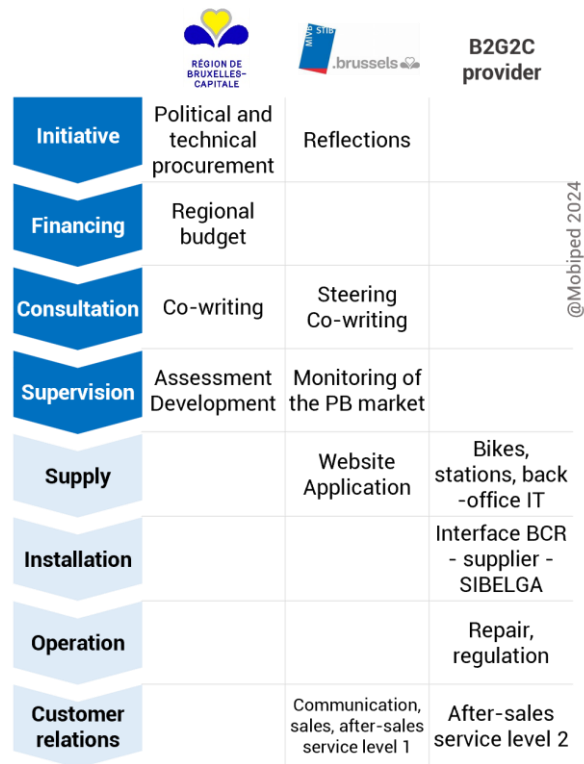 RÉGION DE
BRUXELLES-
CAPITALE
MIVB STIB
.brussels
B2G2C
provider
Initiative
Political and
technical
procurement
Reflections
Financing
Regional
budget
Consultation
Co-writing
Steering
Co-writing
Supervision
Assessment
Development
Monitoring of
the PB market
Supply
Website
Application
Bikes,
stations, back
-office IT
Installation
Interface BCR
- supplier -
SIBELGA
Operation
Repair,
regulation
Customer
relations
Communication,
sales, after-sales
service level 1
After-sales
service level 2
@Mobiped 2024